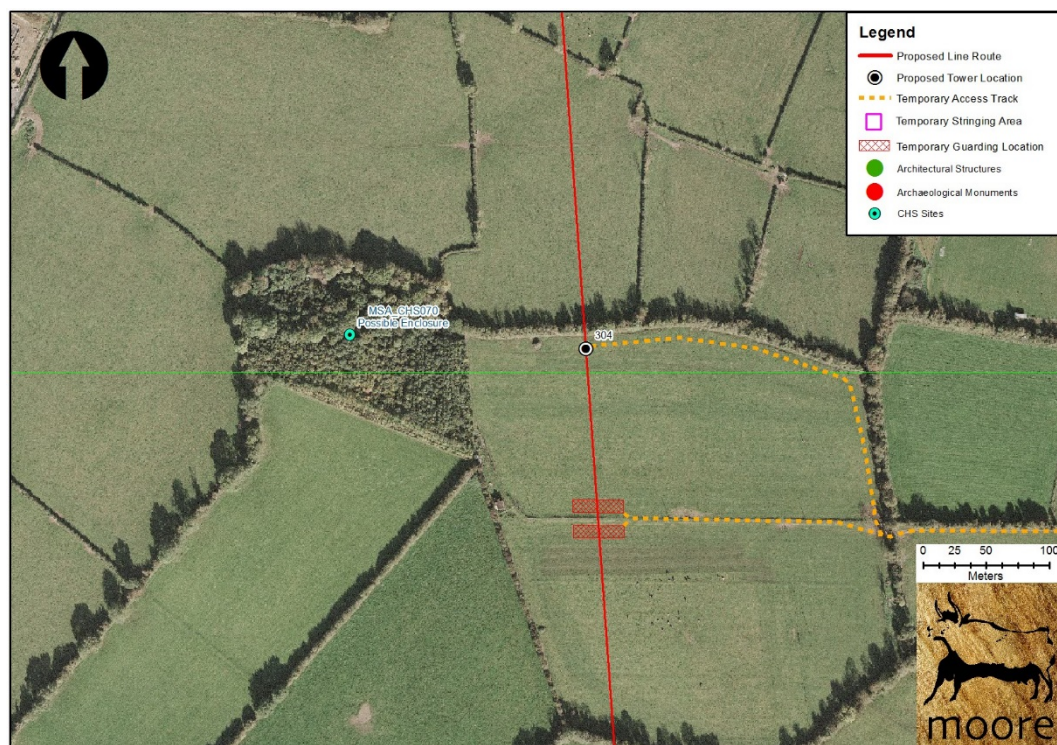 Legend
Proposed Line Route
Proposed Tower Location
Temporary Access Track
Temporary Stringing Area
Temporary Guarding Location
Architectural Structures
Archaeological Monuments
CHS Sites
MSA_CHS070
Possible Enclosure
304
0 25 50 100
Meters
moore